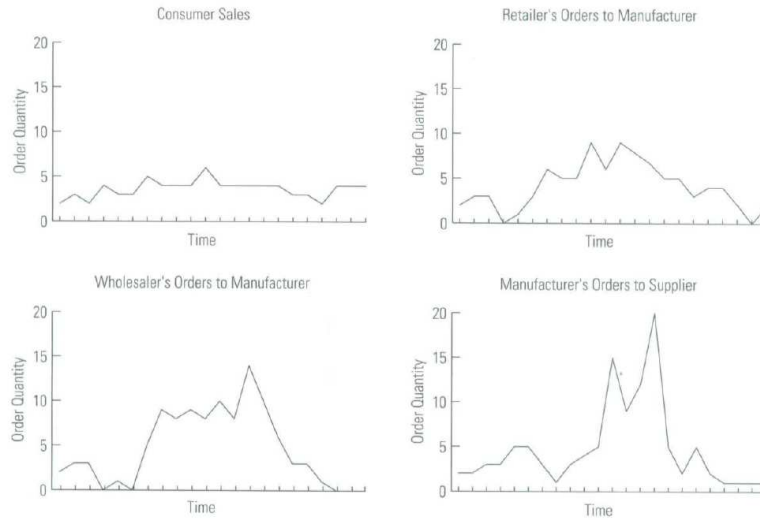 Consumer Sales
20
15
10
5
0
Order Quantity
Time
Retailer's Orders to Manufacturer
20
15
10
5
0
Order Quantity
Time
Wholesaler's Orders to Manufacturer
20
15
10
5
0
Order Quantity
Time
Manufacturer's Orders to Supplier
20
15
10
5
0
Order Quantity
Time